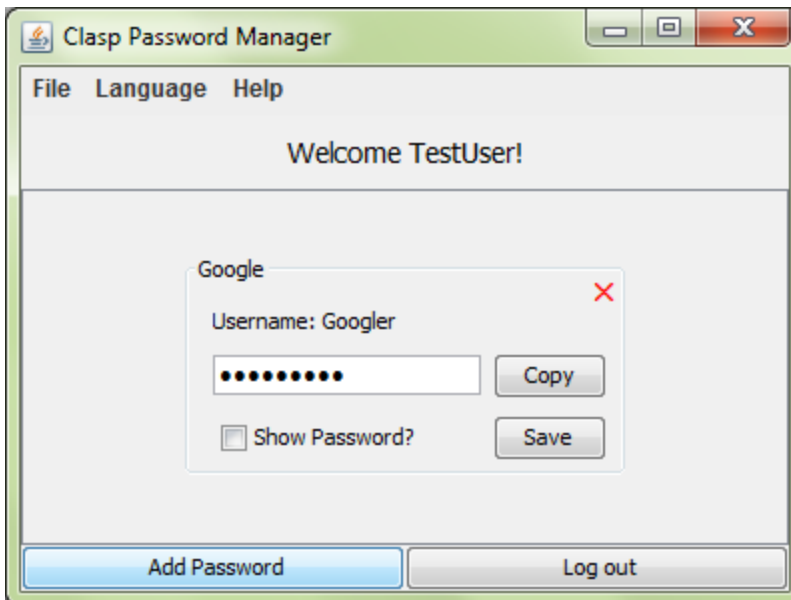 Clasp Password Manager
File Language Help
Welcome TestUser!
Google
Username: Googler
••••••••• Copy
Show Password? Save
Add Password Log out